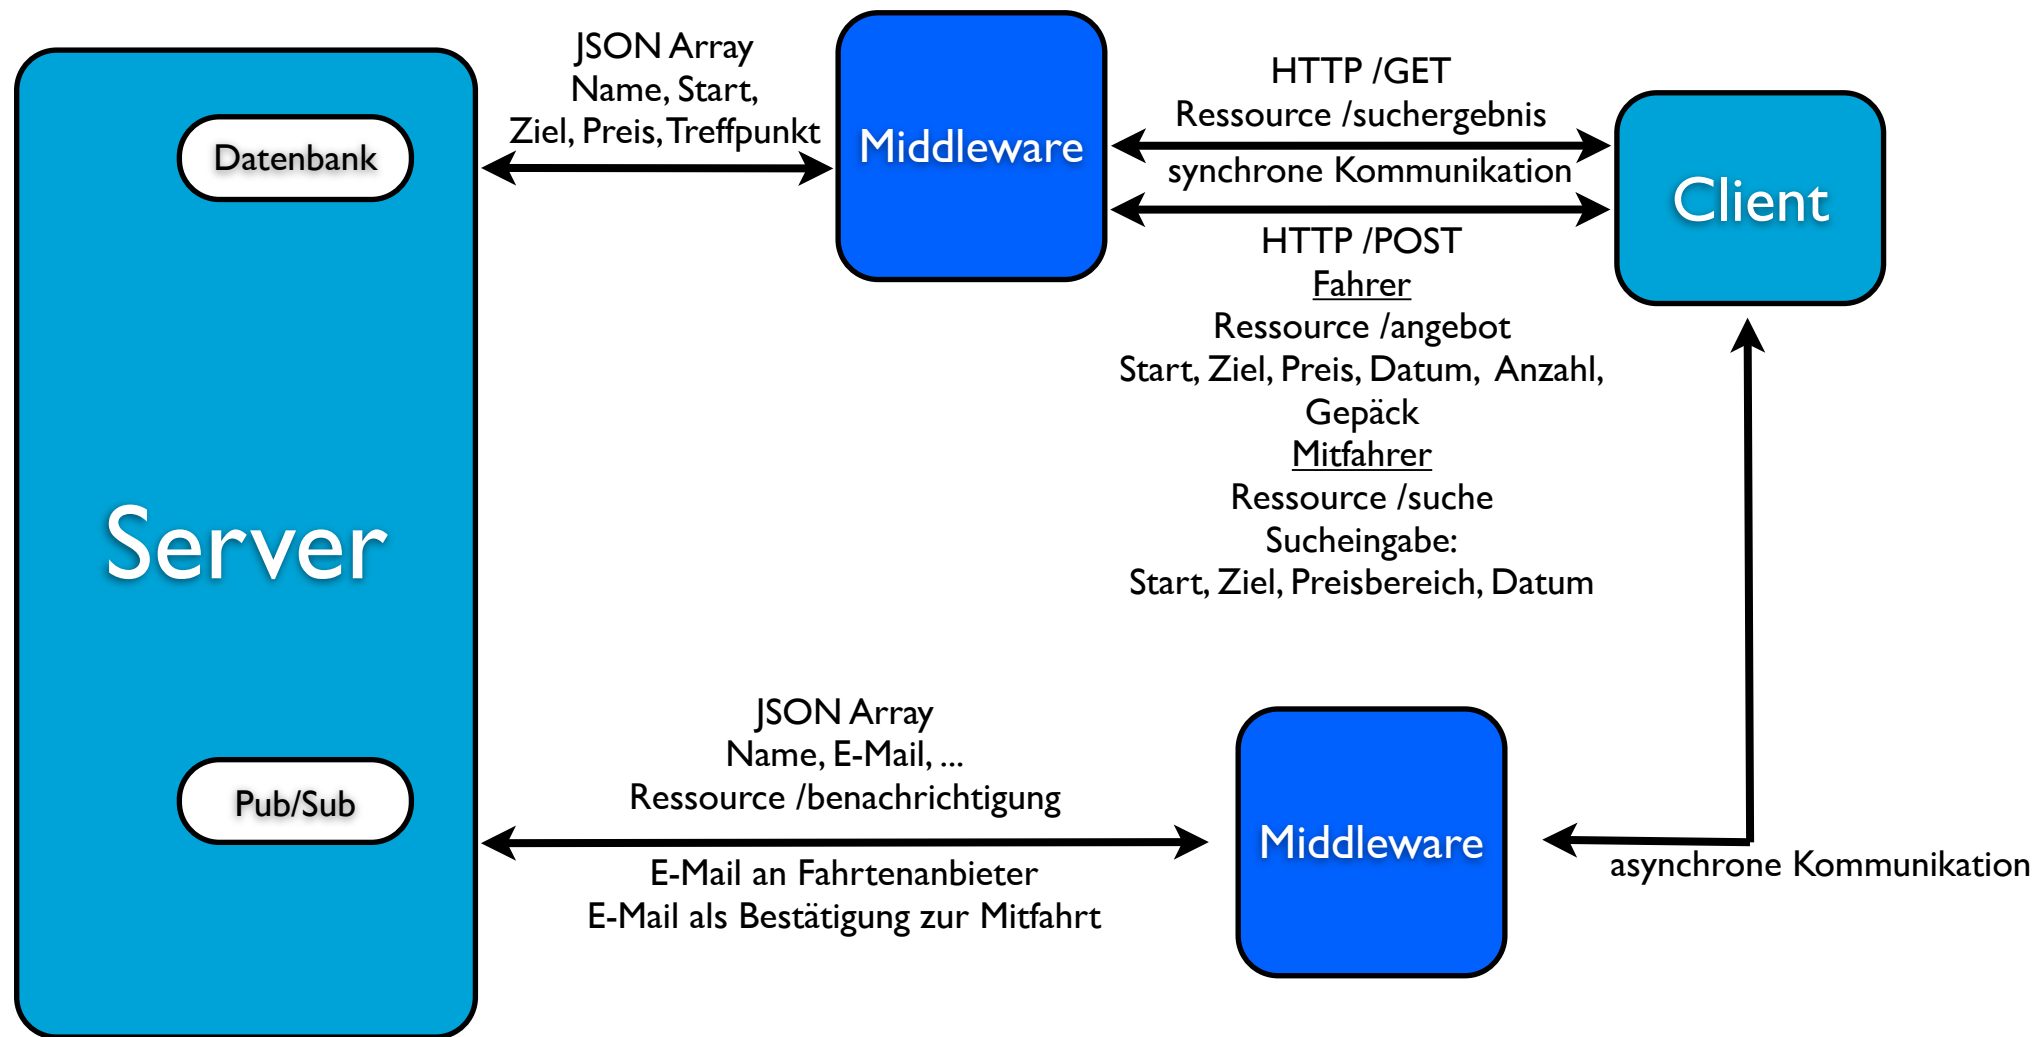 JSON Array
Name, Start,
Ziel, Preis, Treffpunkt
Datenbank
Server
Pub/Sub
Middleware
HTTP /GET
Ressource /suchergebnis
synchrone Kommunikation
HTTP /POST
Fahrer
Ressource /angebot
Start, Ziel, Preis, Datum, Anzahl,
Gepäck
Mitfahrer
Ressource /suche
Sucheingabe:
Start, Ziel, Preisbereich, Datum
Client
JSON Array
Name, E-Mail, ...
Ressource /benachrichtigung
E-Mail an Fahrtenanbieter
E-Mail als Bestätigung zur Mitfahrt
Middleware
asynchrone Kommunikation